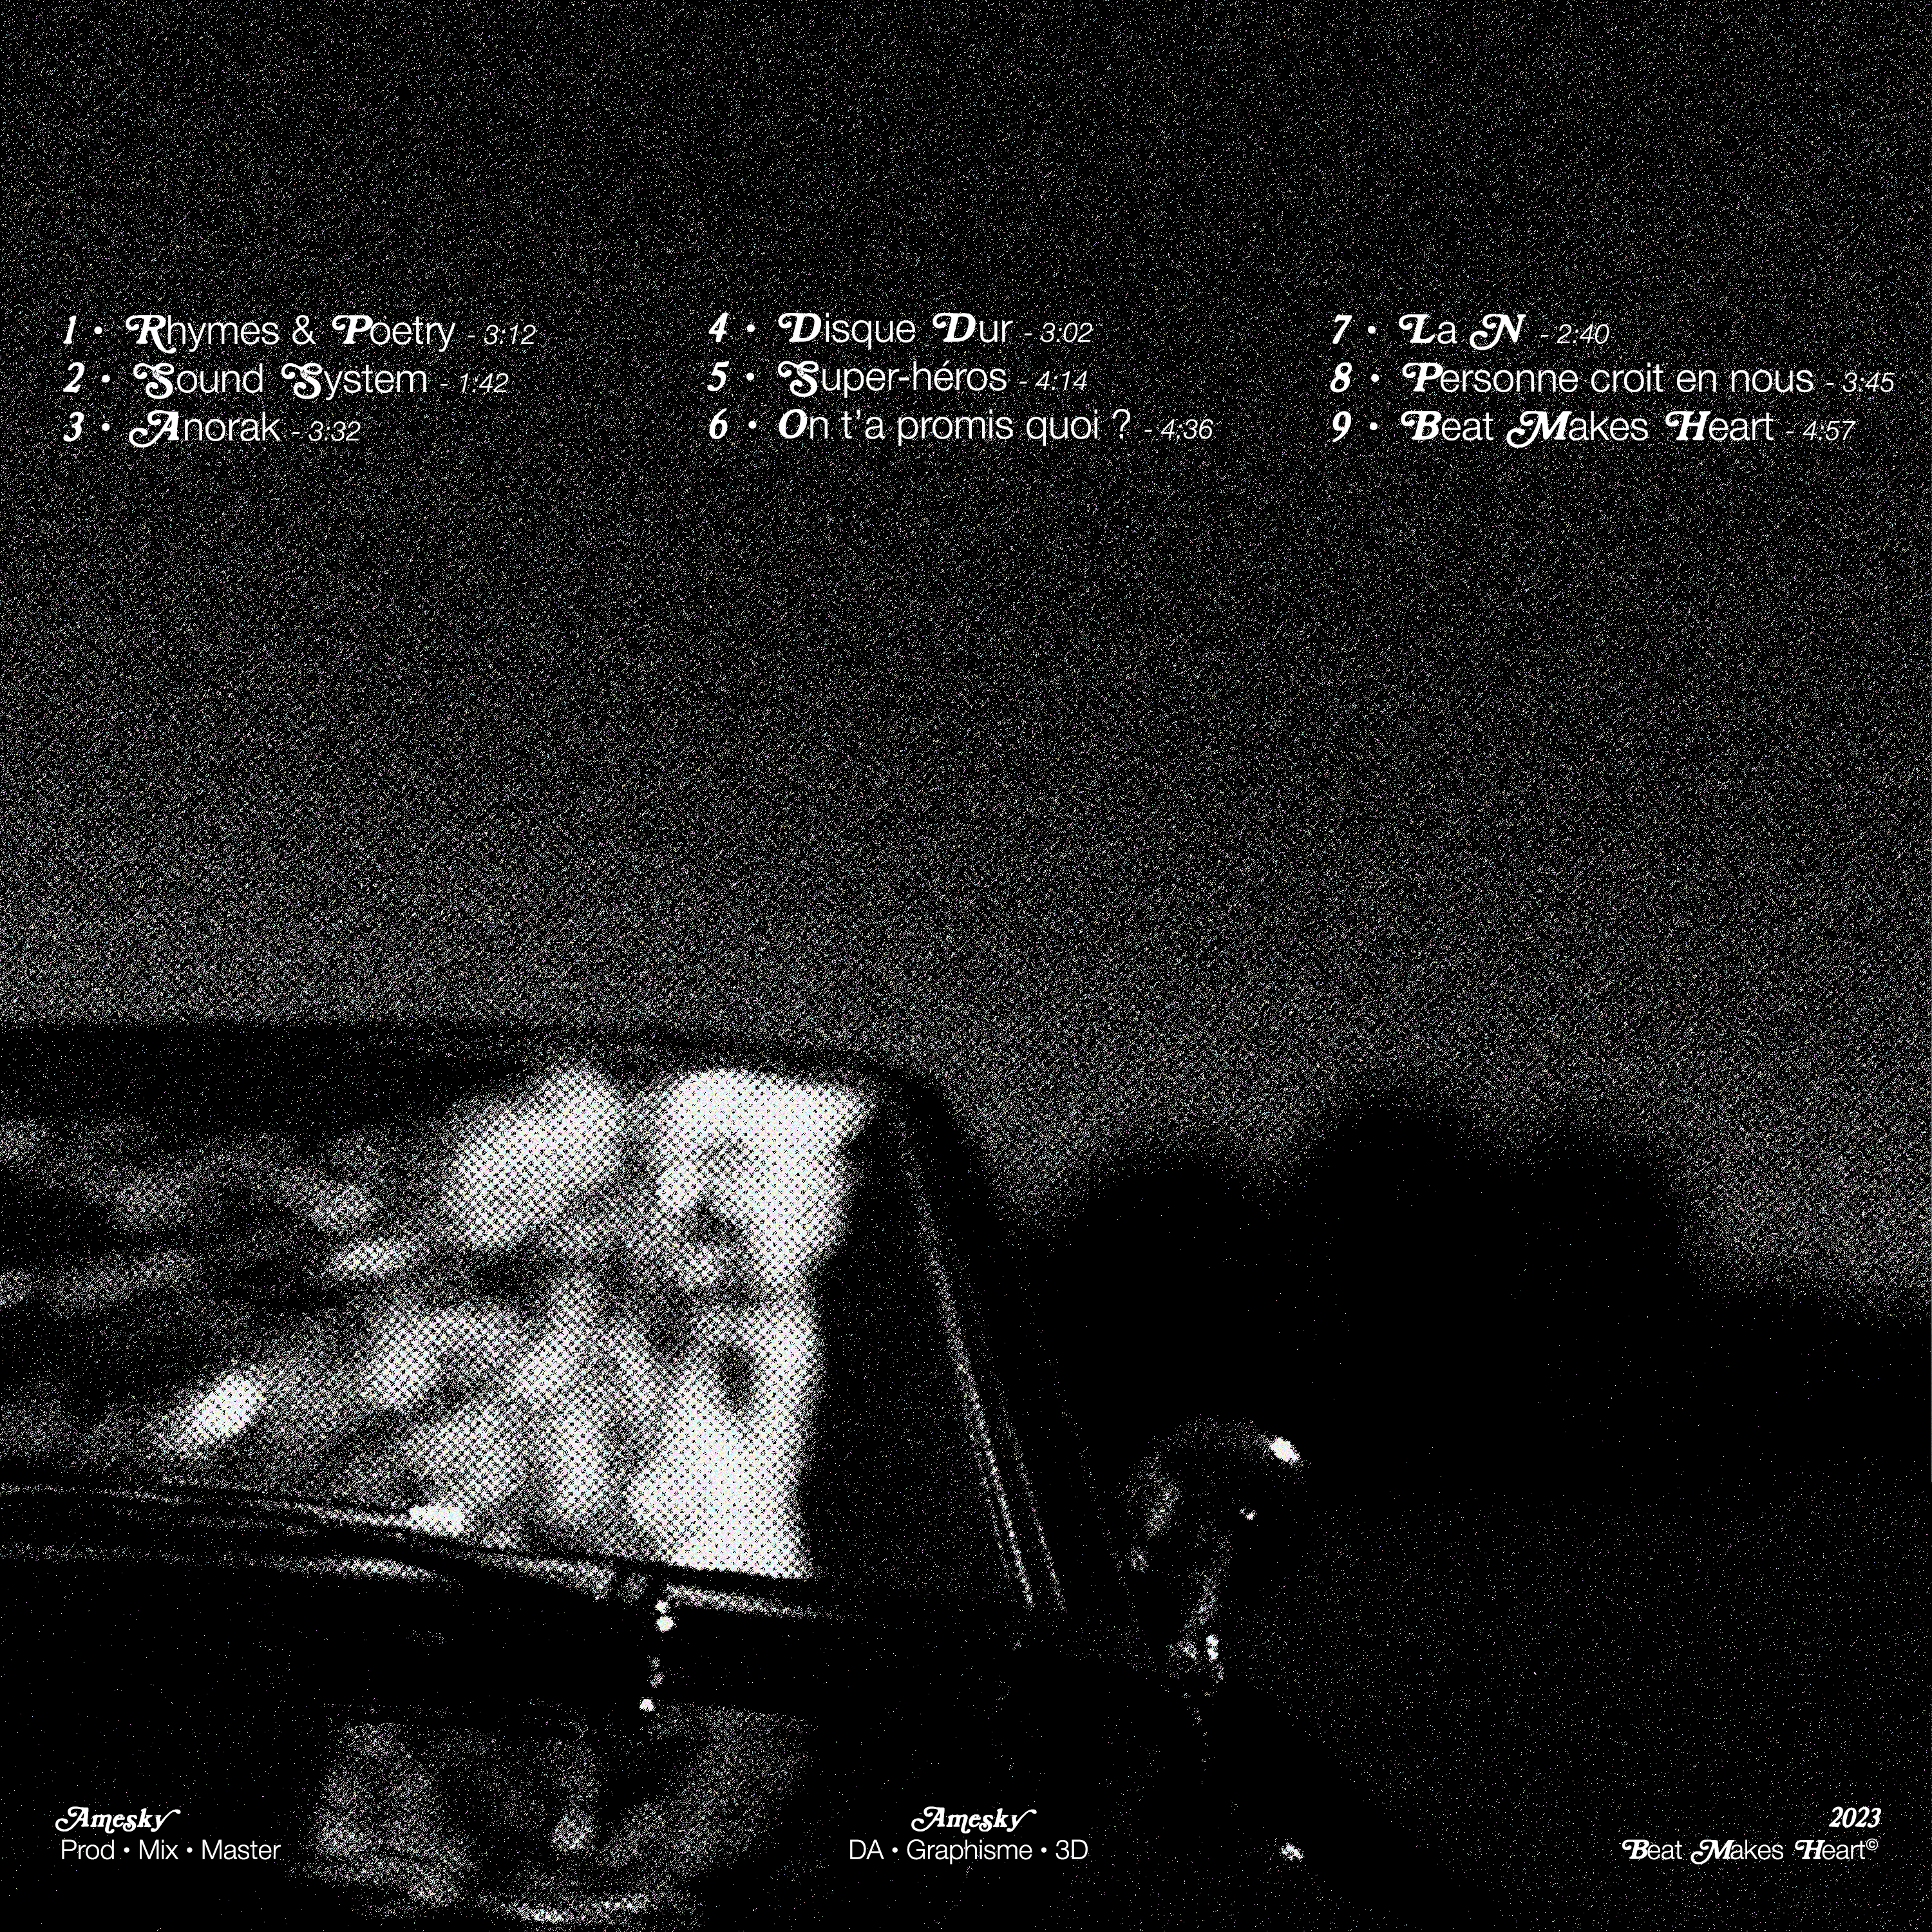 1 • Rhymes & Poetry - 3:12
2 • Sound System - 1:42
3 • Anorak - 3:32
4 • Disque Dur - 3:02
5 • Super-héros - 4:14
6 • On t’a promis quoi ? - 4:36
7 • La N - 2:40
8 • Personne croit en nous - 3:45
9 • Beat Makes Heart - 4:57
Amesky
Prod • Mix • Master
Amesky
DA • Graphisme • 3D
2023
Beat Makes Heart©